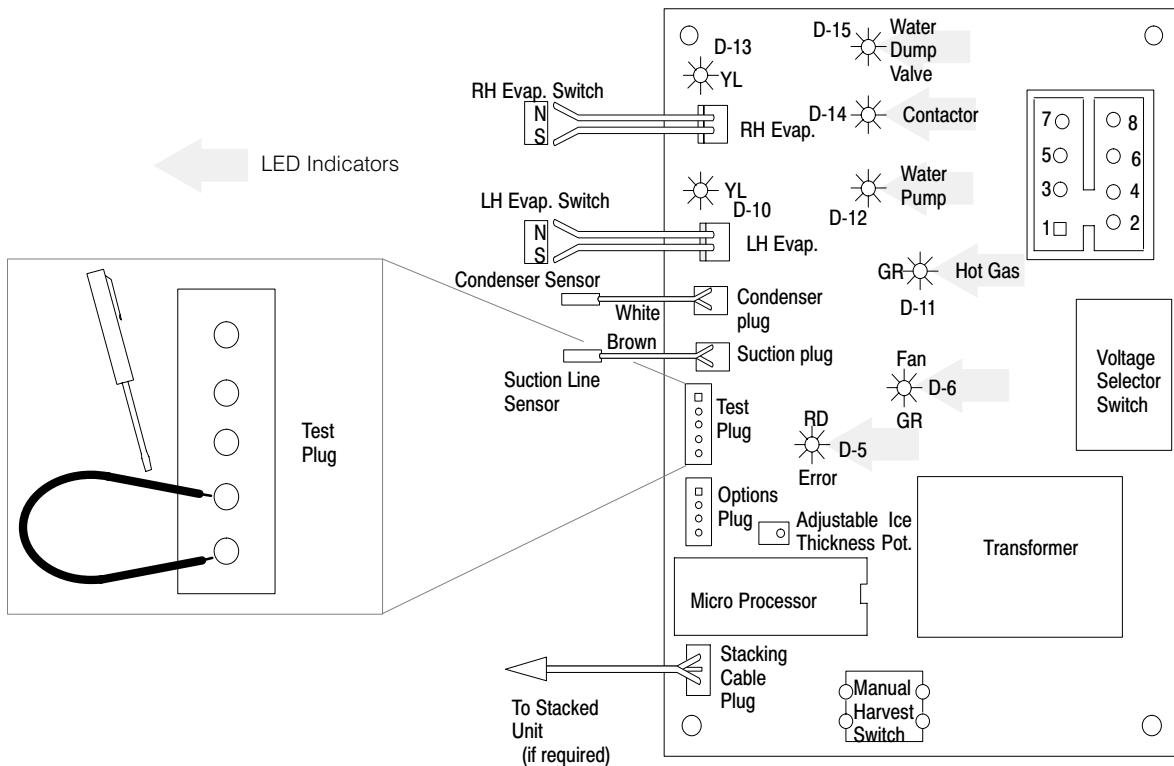 D-15
Water
Dump
Valve
D-13
YL
RH Evap. Switch
N
S
RH Evap.
D-14
Contactor
7
8
5
6
3
4
1
2
LED Indicators
YL
D-10
Water
Pump
D-12
LH Evap. Switch
N
S
LH Evap.
GR
Hot Gas
D-11
Condenser Sensor
White
Condenser
plug
Brown
Suction plug
Suction Line
Sensor
Fan
D-6
GR
Voltage
Selector
Switch
Test
Plug
Test
Plug
RD
D-5
Error
Options
Plug
Adjustable Ice
Thickness Pot.
Transformer
Micro Processor
Stacking
Cable
Plug
To Stacked
Unit
(if required)
Manual
Harvest
Switch